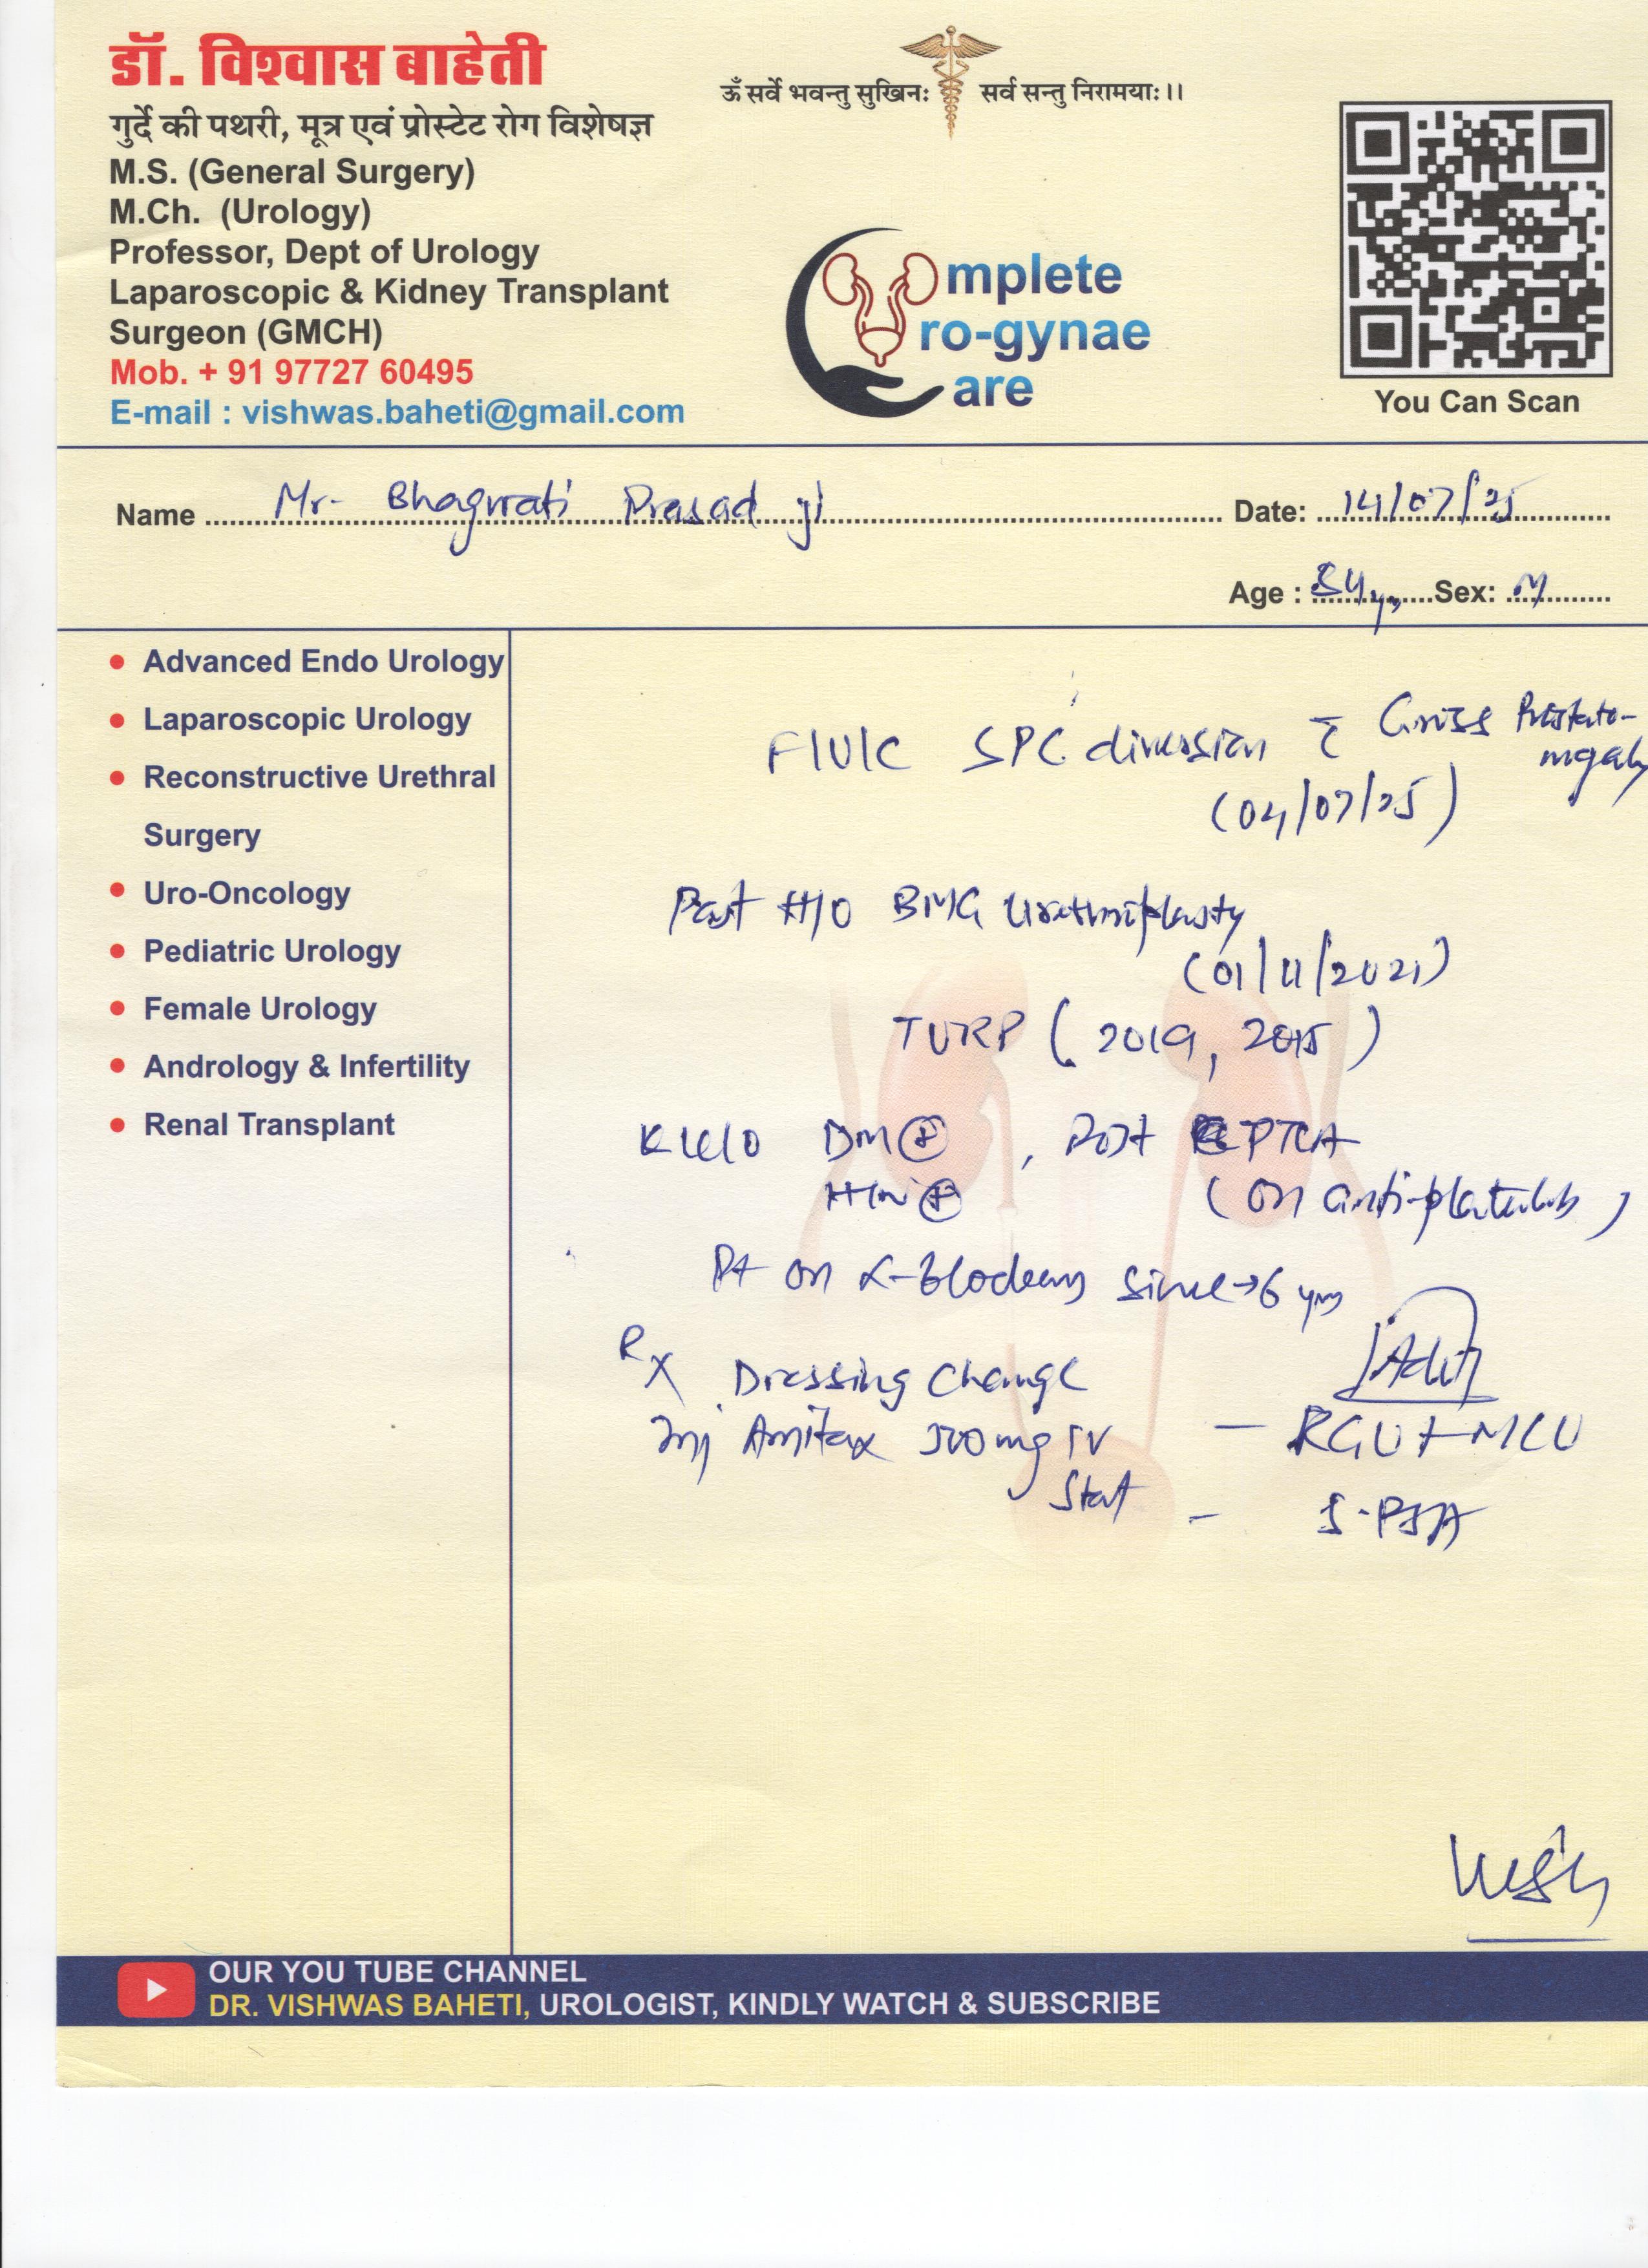 डॉ. विश्वास बाहेती
गुर्दे की पथरी, मूत्र एवं प्रोस्टेट रोग विशेषज्ञ
M.S. (General Surgery)
M.Ch. (Urology)
Professor, Dept of Urology
Laparoscopic & Kidney Transplant
Surgeon (GMCH)
Mob. + 91 97727 60495
E-mail : vishwas.baheti@gmail.com
ॐ सर्वे भवन्तु सुखिनः सर्व सन्तु निरामयाः।।
mplete
ro-gynae
are
You Can Scan
Name Mr. Bhagwati Prasad ji Date: 14/07/25
Age : 84 yrs Sex: M
Advanced Endo Urology
Laparoscopic Urology
Reconstructive Urethral
Surgery
Uro-Oncology
Pediatric Urology
Female Urology
Andrology & Infertility
Renal Transplant
F/U/C SPC diversion c̄ Gross Prostato-
megaly
(04/07/25)
Past H/O BMG Urethroplasty
(01/11/2021)
TURP (2019, 2015)
K/C/O DM ⊕, Post PTCA
HTN ⊕ (on anti-platelets)
Pt on α-blockers since → 6 yrs
Rx Dressing Change Adv
Inj Amitax 500 mg IV — RGU + MCU
Stat — S. PSA
OUR YOU TUBE CHANNEL
DR. VISHWAS BAHETI, UROLOGIST, KINDLY WATCH & SUBSCRIBE